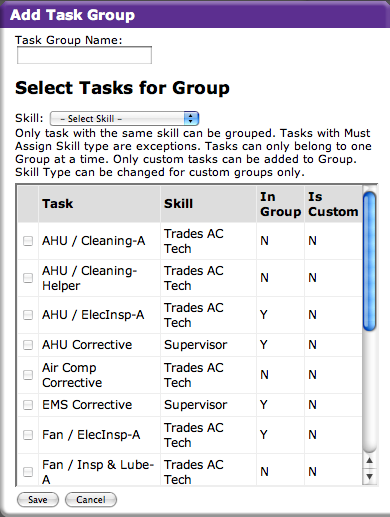 Add Task Group
Task Group Name:
Select Tasks for Group
Skill: – Select Skill –
Only task with the same skill can be grouped. Tasks with Must
Assign Skill type are exceptions. Tasks can only belong to one
Group at a time. Only custom tasks can be added to Group.
Skill Type can be changed for custom groups only.
Task Skill In Group Is Custom
AHU / Cleaning-A Trades AC Tech N N
AHU / Cleaning-Helper Trades AC Tech N N
AHU / ElecInsp-A Trades AC Tech Y N
AHU Corrective Supervisor Y N
Air Comp Corrective Trades AC Tech N N
EMS Corrective Supervisor Y N
Fan / ElecInsp-A Trades AC Tech Y N
Fan / Insp & Lube-A Trades AC Tech N N
Save Cancel